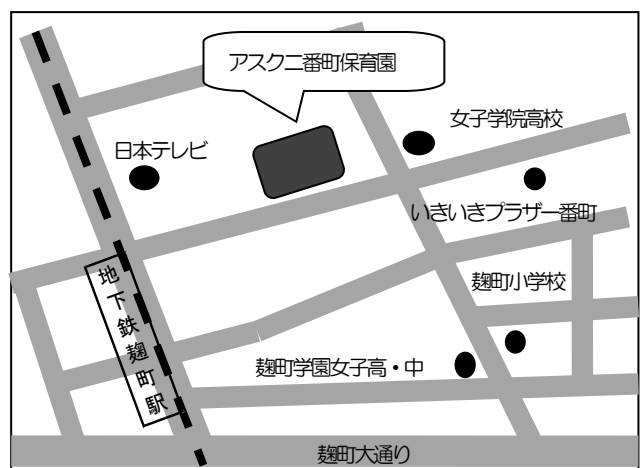 アスク二番町保育園
女子学院高校
日本テレビ
いきいきプラザ一番町
地下鉄麹町駅
麹町小学校
麹町学園女子高・中
麹町大通り